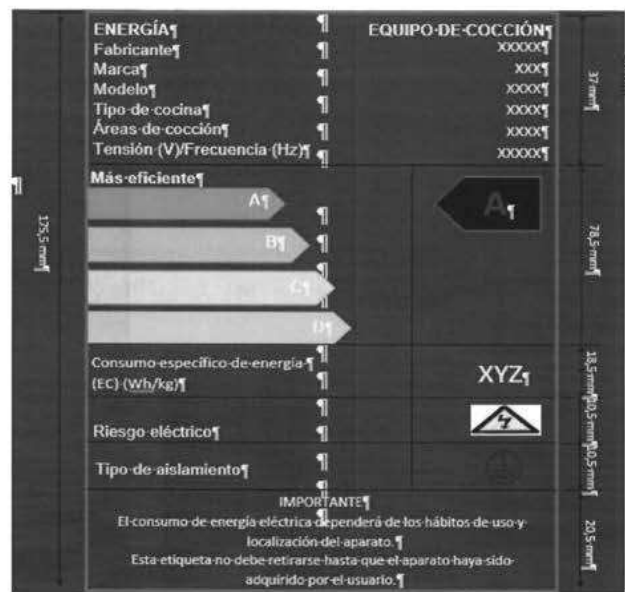 ENERGÍA¶ ¶ EQUIPO·DE·COCCIÓN¶
Fabricante¶ XXXXX¶
Marca¶ ¶ XXX¶
Modelo¶ ¶ XXXX¶
Tipo·de·cocina¶ ¶ XXXX¶
Áreas·de·cocción¶ ¶ XXXX¶
Tensión·(V)/Frecuencia·(Hz)¶ ¶ XXXXX¶
37·mm¶
Más·eficiente¶
A¶
B¶
C¶
D¶
A¶
78,5·mm¶
175,5·mm¶
Consumo·específico·de·energía·¶
(EC)·(Wh/kg)¶
XYZ¶
18,5·mm¶
Riesgo·eléctrico¶
10,5·mm¶
Tipo·de·aislamiento¶
10,5·mm¶
IMPORTANTE¶
El·consumo·de·energía·eléctrica·dependerá·de·los·hábitos·de·uso·y·
localización·del·aparato.¶
Esta·etiqueta·no·debe·retirarse·hasta·que·el·aparato·haya·sido·
adquirido·por·el·usuario.¶
20,5·mm¶